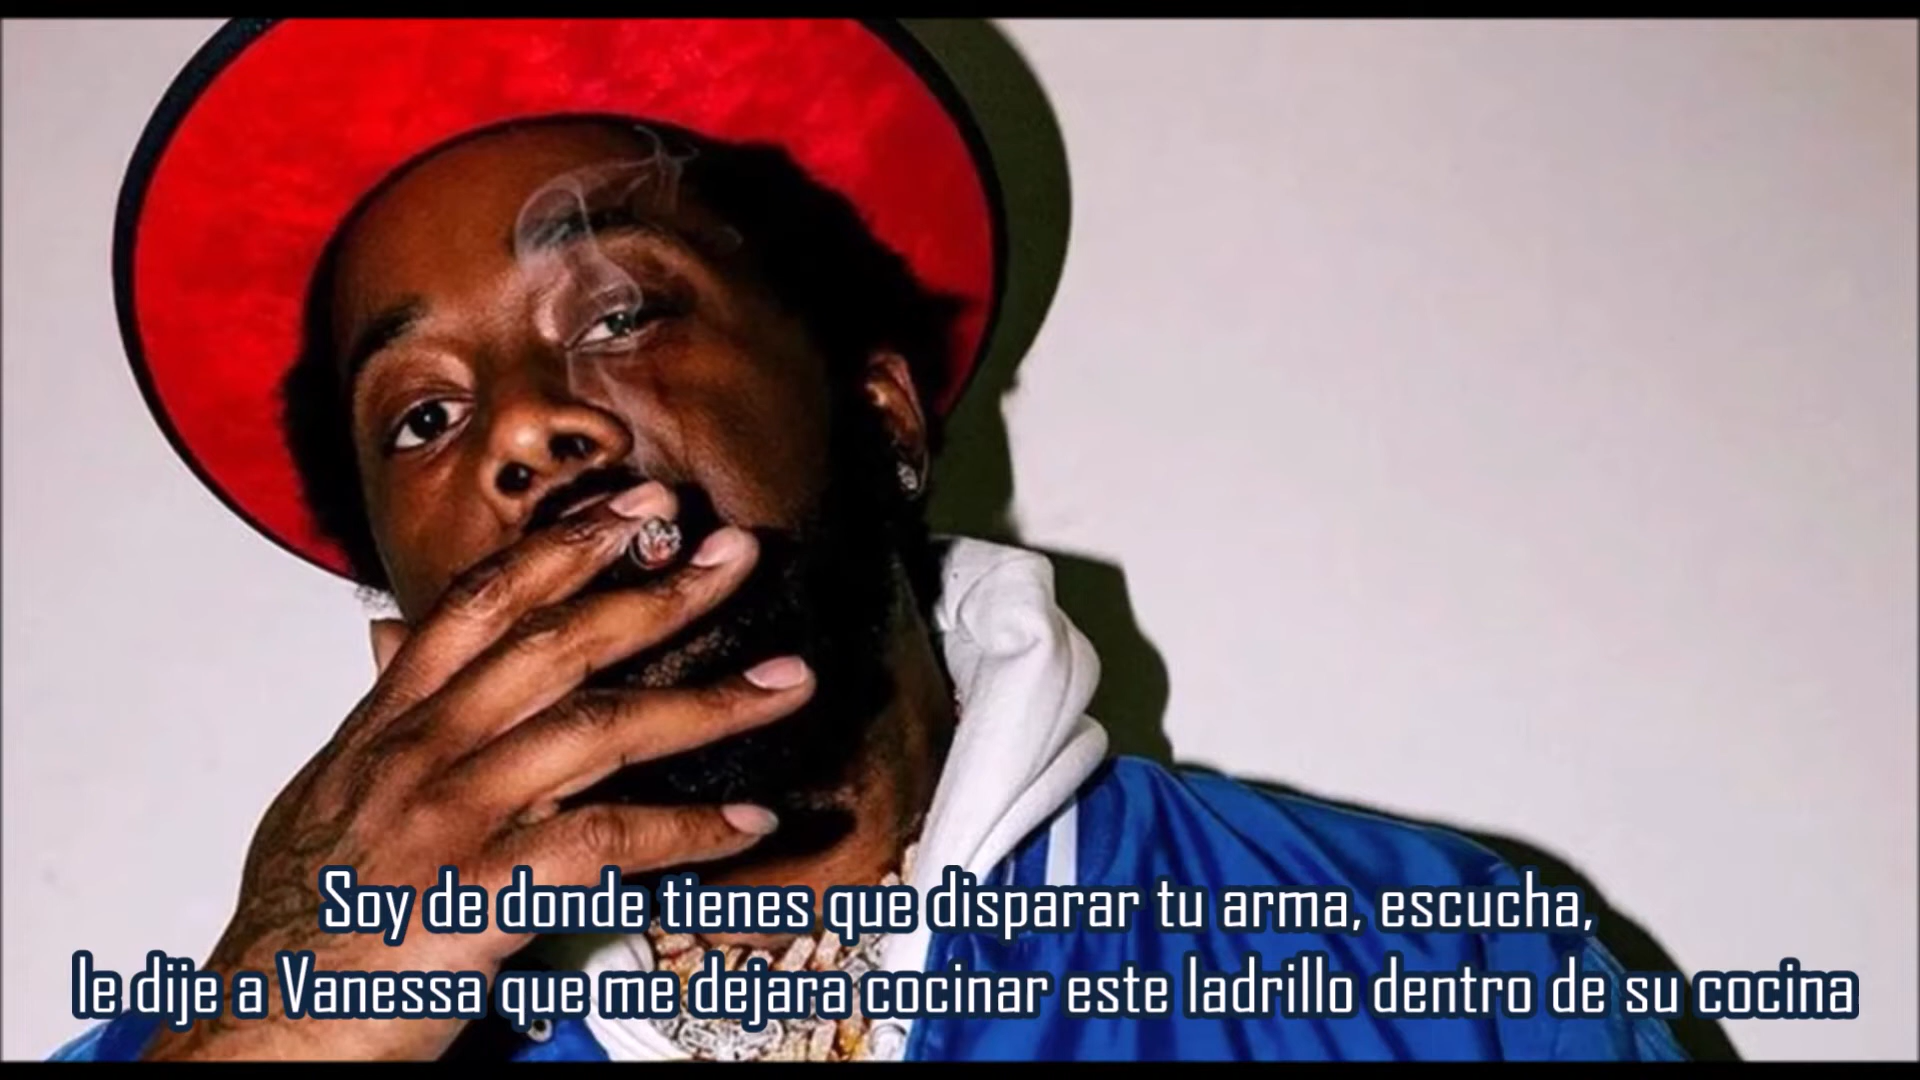 Soy de donde tienes que disparar tu arma, escucha,
le dije a Vanessa que me dejara cocinar este ladrillo dentro de su cocina